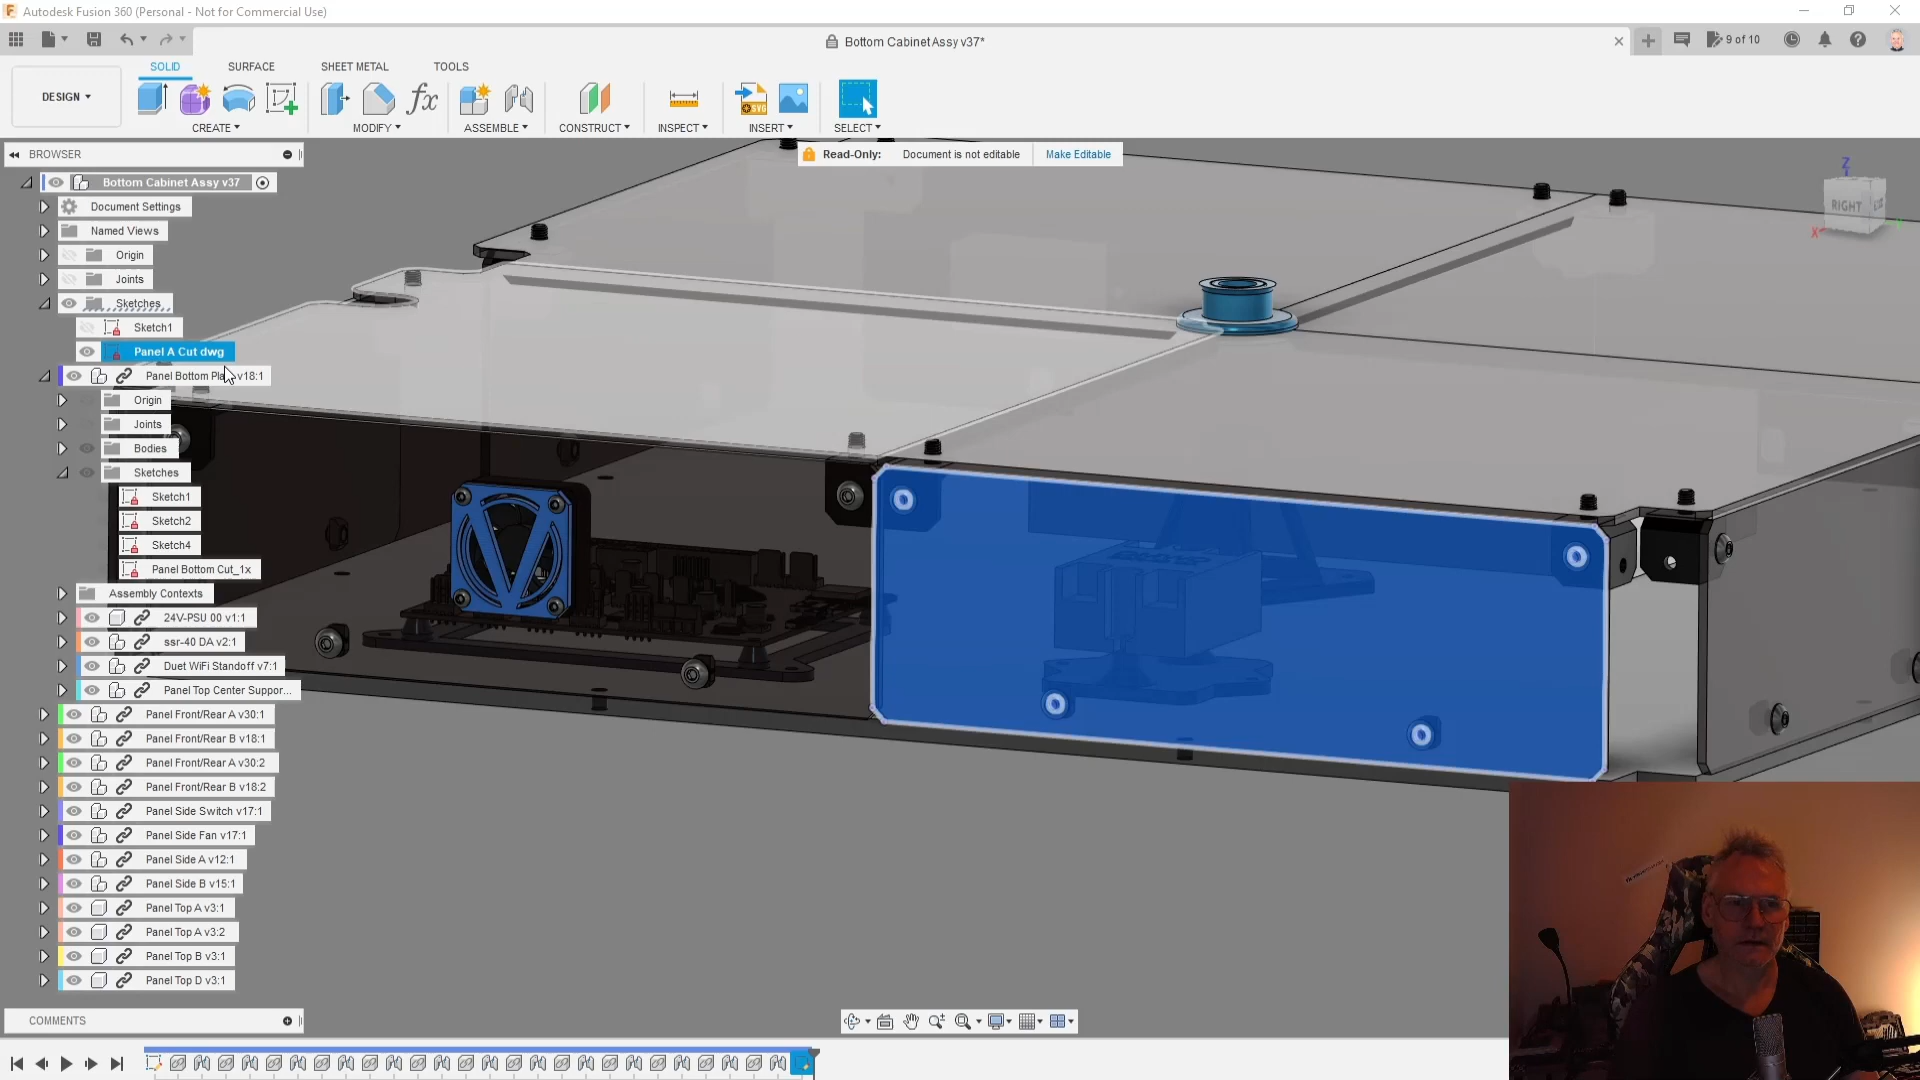 Autodesk Fusion 360 (Personal - Not for Commercial Use)
Bottom Cabinet Assy v37*
9 of 10
DESIGN
SOLID
SURFACE
SHEET METAL
TOOLS
CREATE
MODIFY
ASSEMBLE
CONSTRUCT
INSPECT
INSERT
SELECT
BROWSER
Read-Only: Document is not editable Make Editable
Bottom Cabinet Assy v37
Document Settings
Named Views
Origin
Joints
Sketches
Sketch1
Panel A Cut dwg
Panel Bottom Pla v18:1
Origin
Joints
Bodies
Sketches
Sketch1
Sketch2
Sketch4
Panel Bottom Cut_1x
Assembly Contexts
24V-PSU 00 v1:1
ssr-40 DA v2:1
Duet WiFi Standoff v7:1
Panel Top Center Suppor...
Panel Front/Rear A v30:1
Panel Front/Rear B v18:1
Panel Front/Rear A v30:2
Panel Front/Rear B v18:2
Panel Side Switch v17:1
Panel Side Fan v17:1
Panel Side A v12:1
Panel Side B v15:1
Panel Top A v3:1
Panel Top A v3:2
Panel Top B v3:1
Panel Top D v3:1
Z
RIGHT
X
COMMENTS